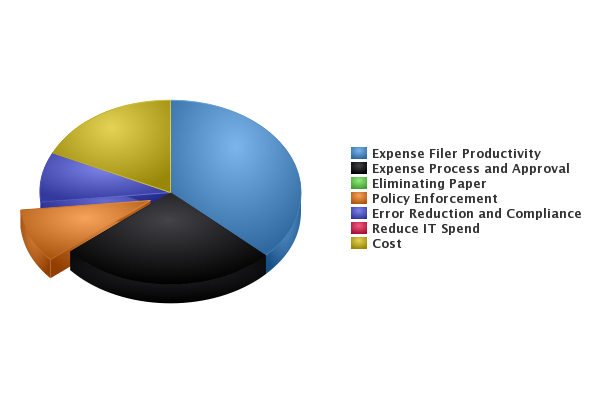 Expense Filer Productivity
Expense Process and Approval
Eliminating Paper
Policy Enforcement
Error Reduction and Compliance
Reduce IT Spend
Cost